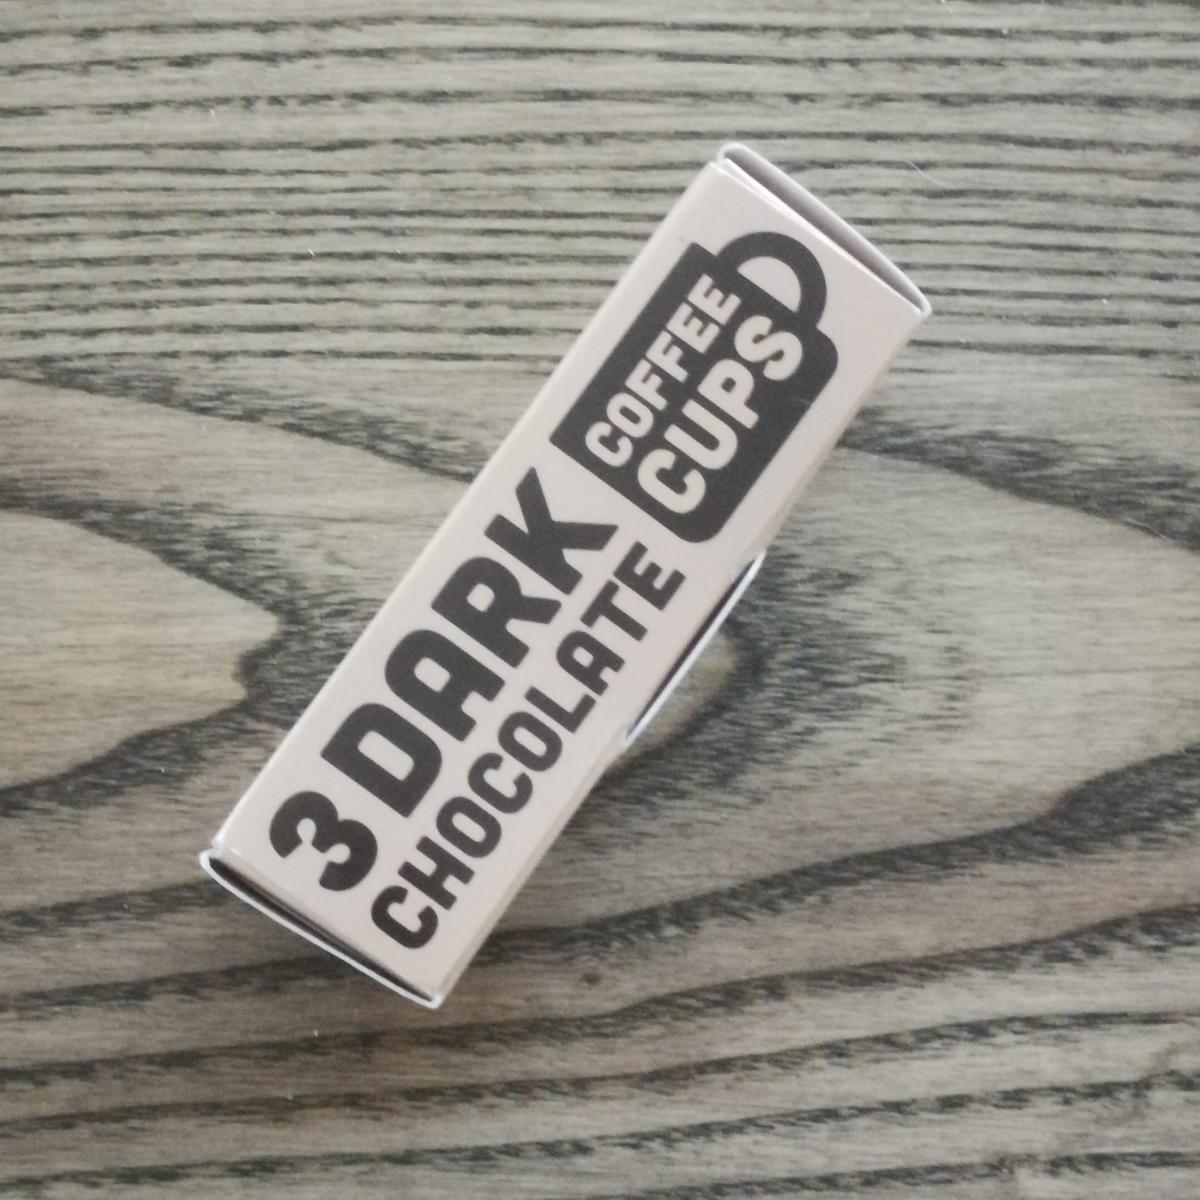 3 DARK
CHOCOLATE
COFFEE
CUPS